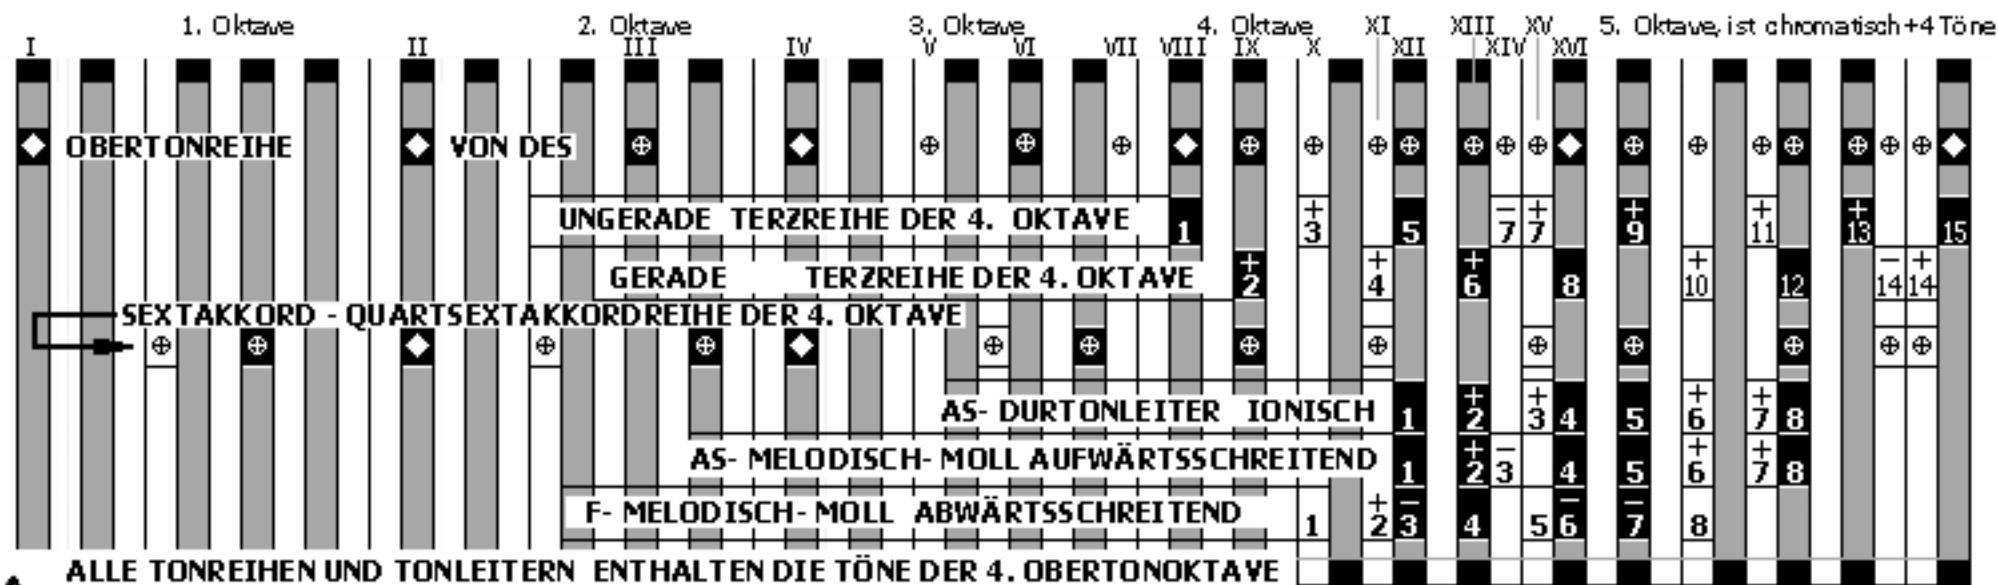 1. Oktave 2. Oktave 3. Oktave 4. Oktave XI XIII XV 5. Oktave, ist chromatisch+4 Töne
I II III IV V VI VII VIII IX X XII XIV XVI
OBERTONREIHE VON DES
UNGERADE TERZREIHE DER 4. OKTAVE 1 +3 5 -7 +7 +9 +11 +13 15
GERADE TERZREIHE DER 4. OKTAVE +2 +4 +6 8 +10 12 -14 +14
SEXTAKKORD - QUARTSEXTAKKORDREIHE DER 4. OKTAVE
AS- DURTONLEITER IONISCH 1 +2 +3 4 5 +6 +7 8
AS- MELODISCH- MOLL AUFWÄRTSSCHREITEND 1 +2 -3 4 5 +6 +7 8
F- MELODISCH- MOLL ABWÄRTSSCHREITEND 1 +2 -3 4 5 -6 -7 8
ALLE TONREIHEN UND TONLEITERN ENTHALTEN DIE TÖNE DER 4. OBERTONOKTAVE